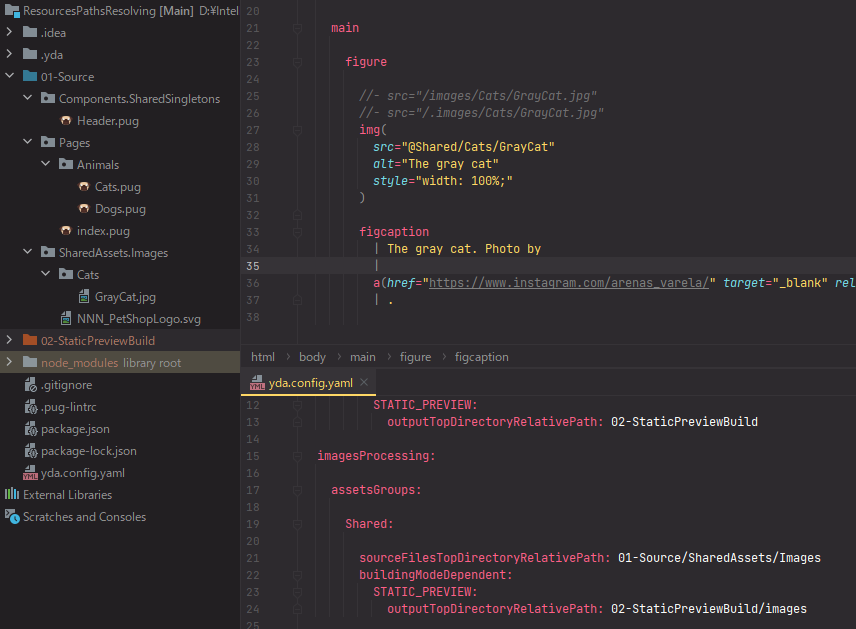 ResourcesPathsResolving [Main] D:¥Intel
.idea
.yda
01-Source
Components.SharedSingletons
Header.pug
Pages
Animals
Cats.pug
Dogs.pug
index.pug
SharedAssets.Images
Cats
GrayCat.jpg
NNN_PetShopLogo.svg
02-StaticPreviewBuild
node_modules library root
.gitignore
.pug-lintrc
package.json
package-lock.json
yda.config.yaml
External Libraries
Scratches and Consoles
20
21 main
22
23 figure
24
25 //- src="/images/Cats/GrayCat.jpg"
26 //- src="/.images/Cats/GrayCat.jpg"
27 img(
28 src="@Shared/Cats/GrayCat"
29 alt="The gray cat"
30 style="width: 100%;"
31 )
32
33 figcaption
34 | The gray cat. Photo by
35 |
36 a(href="https://www.instagram.com/arenas_varela/" target="_blank" rel
37 | .
38
html > body > main > figure > figcaption
yda.config.yaml ×
12 STATIC_PREVIEW:
13 outputTopDirectoryRelativePath: 02-StaticPreviewBuild
14
15 imagesProcessing:
16
17 assetsGroups:
18
19 Shared:
20
21 sourceFilesTopDirectoryRelativePath: 01-Source/SharedAssets/Images
22 buildingModeDependent:
23 STATIC_PREVIEW:
24 outputTopDirectoryRelativePath: 02-StaticPreviewBuild/images
25